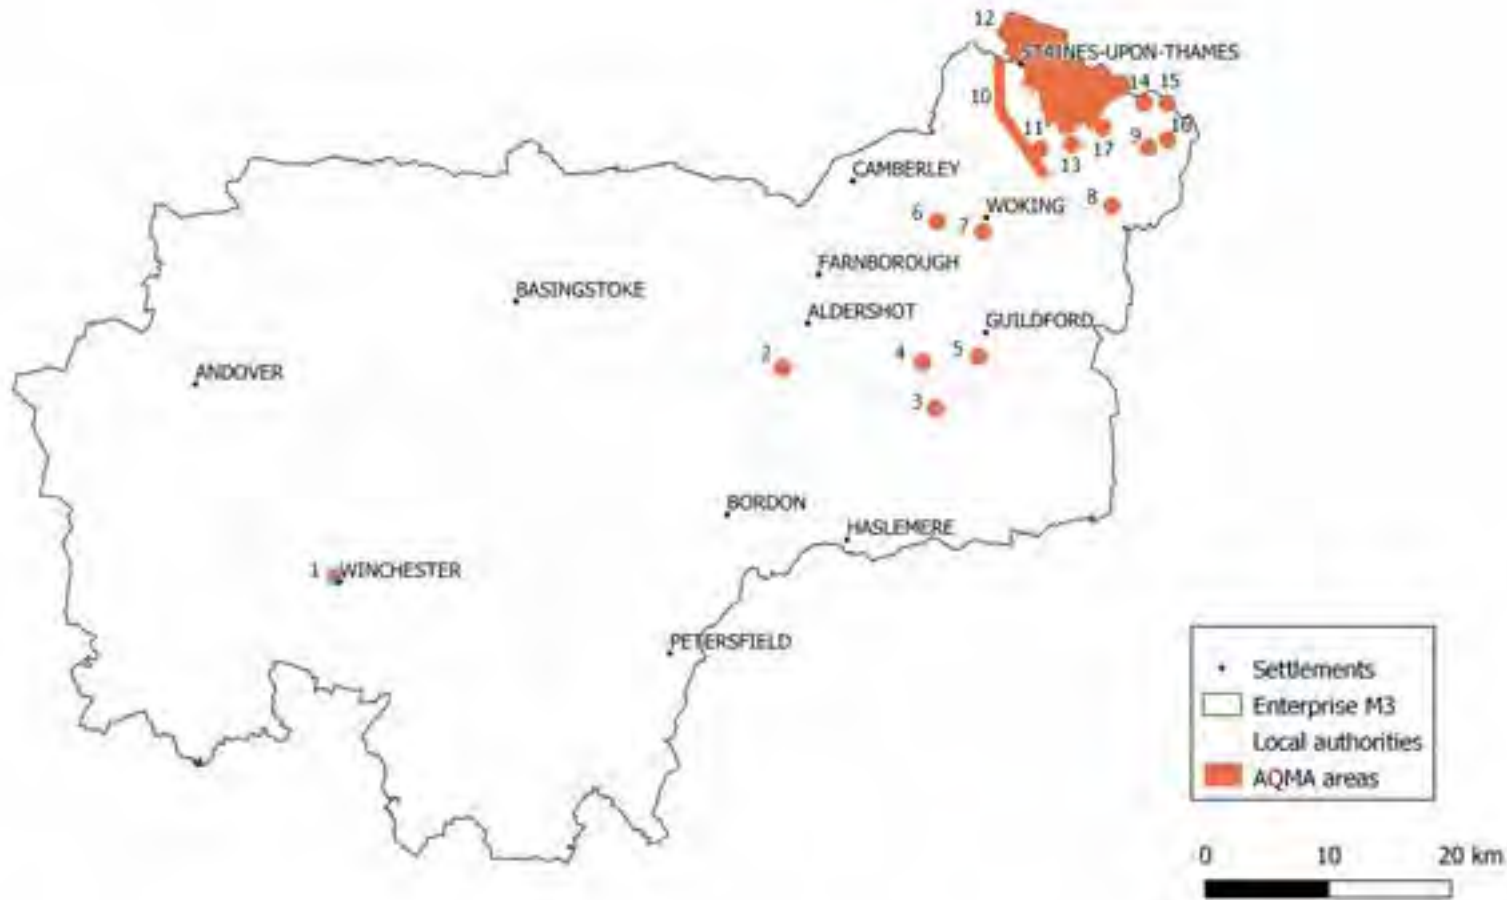 12
STAINES-UPON-THAMES
14 15
10
11
16
9
17
13
CAMBERLEY
8
6
WOKING
7
FARNBOROUGH
BASINGSTOKE
ALDERSHOT
GUILDFORD
2
4
5
ANDOVER
3
BORDON
HASLEMERE
1
WINCHESTER
PETERSFIELD
Settlements
Enterprise M3
Local authorities
AQMA areas
0 10 20 km